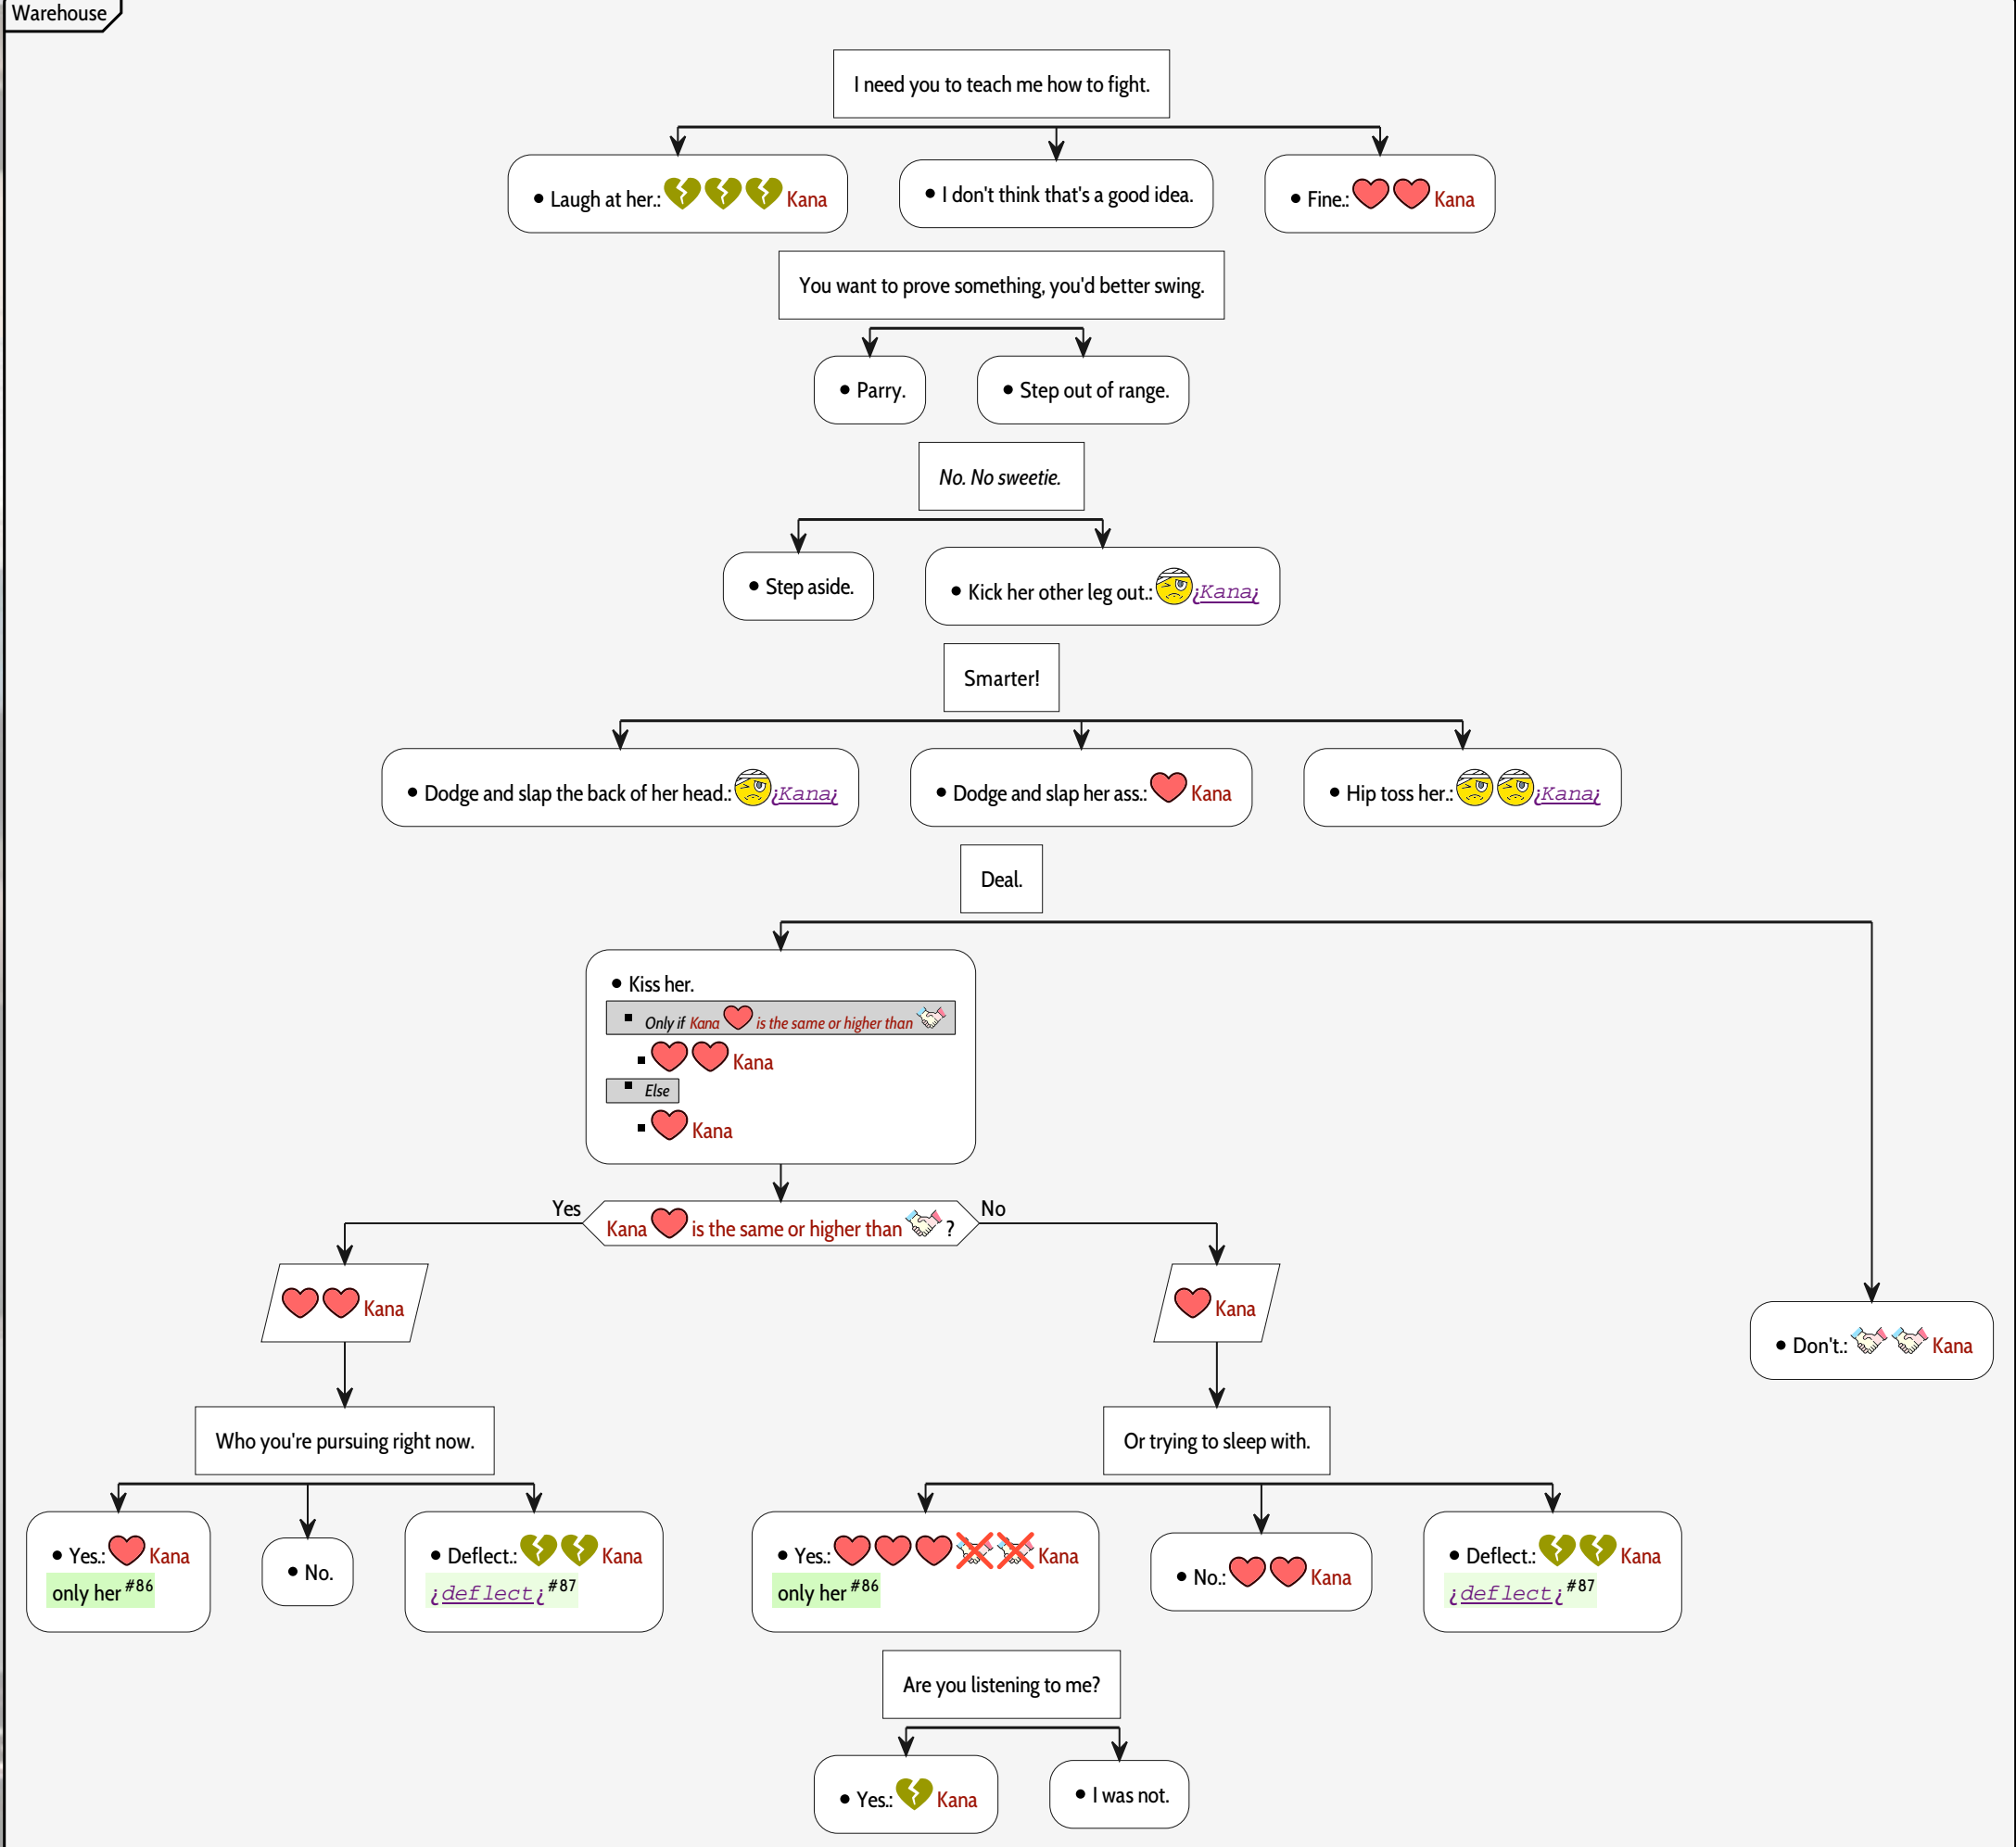 Warehouse
I need you to teach me how to fight.
Laugh at her.: Kana
I don't think that's a good idea.
Fine.: Kana
You want to prove something, you'd better swing.
Parry.
Step out of range.
No. No sweetie.
Step aside.
Kick her other leg out.: ¿Kana¿
Smarter!
Dodge and slap the back of her head.: ¿Kana¿
Dodge and slap her ass.: Kana
Hip toss her.: ¿Kana¿
Deal.
Kiss her.
Only if Kana is the same or higher than
Kana
Else
Kana
Yes
Kana is the same or higher than ?
No
Kana
Kana
Don't.: Kana
Who you're pursuing right now.
Or trying to sleep with.
Yes.: Kana
only her #86
No.
Deflect.: Kana
¿deflect¿ #87
Yes.: Kana
only her #86
No.: Kana
Deflect.: Kana
¿deflect¿ #87
Are you listening to me?
Yes.: Kana
I was not.